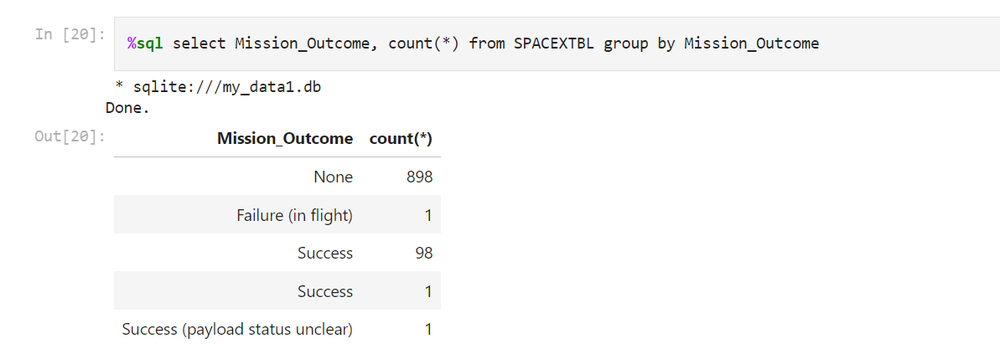 In [20]: %sql select Mission_Outcome, count(*) from SPACEXTBL group by Mission_Outcome
* sqlite:///my_data1.db
Done.
Out[20]: Mission_Outcome count(*)
None 898
Failure (in flight) 1
Success 98
Success 1
Success (payload status unclear) 1